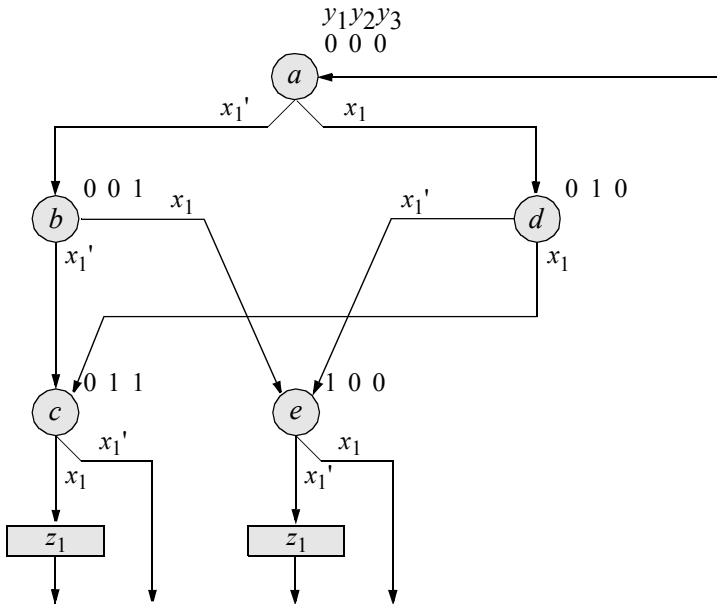 y₁y₂y₃
0 0 0
a
x₁' x₁
0 0 1 x₁ x₁' 0 1 0
b d
x₁' x₁
0 1 1 1 0 0
c e
x₁' x₁
x₁ x₁'
z₁ z₁